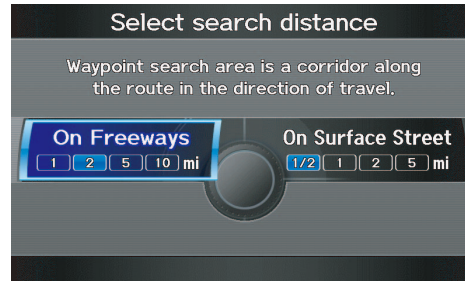 Select search distance
Waypoint search area is a corridor along
the route in the direction of travel.
On Freeways
1 2 5 10 mi
On Surface Street
1/2 1 2 5 mi